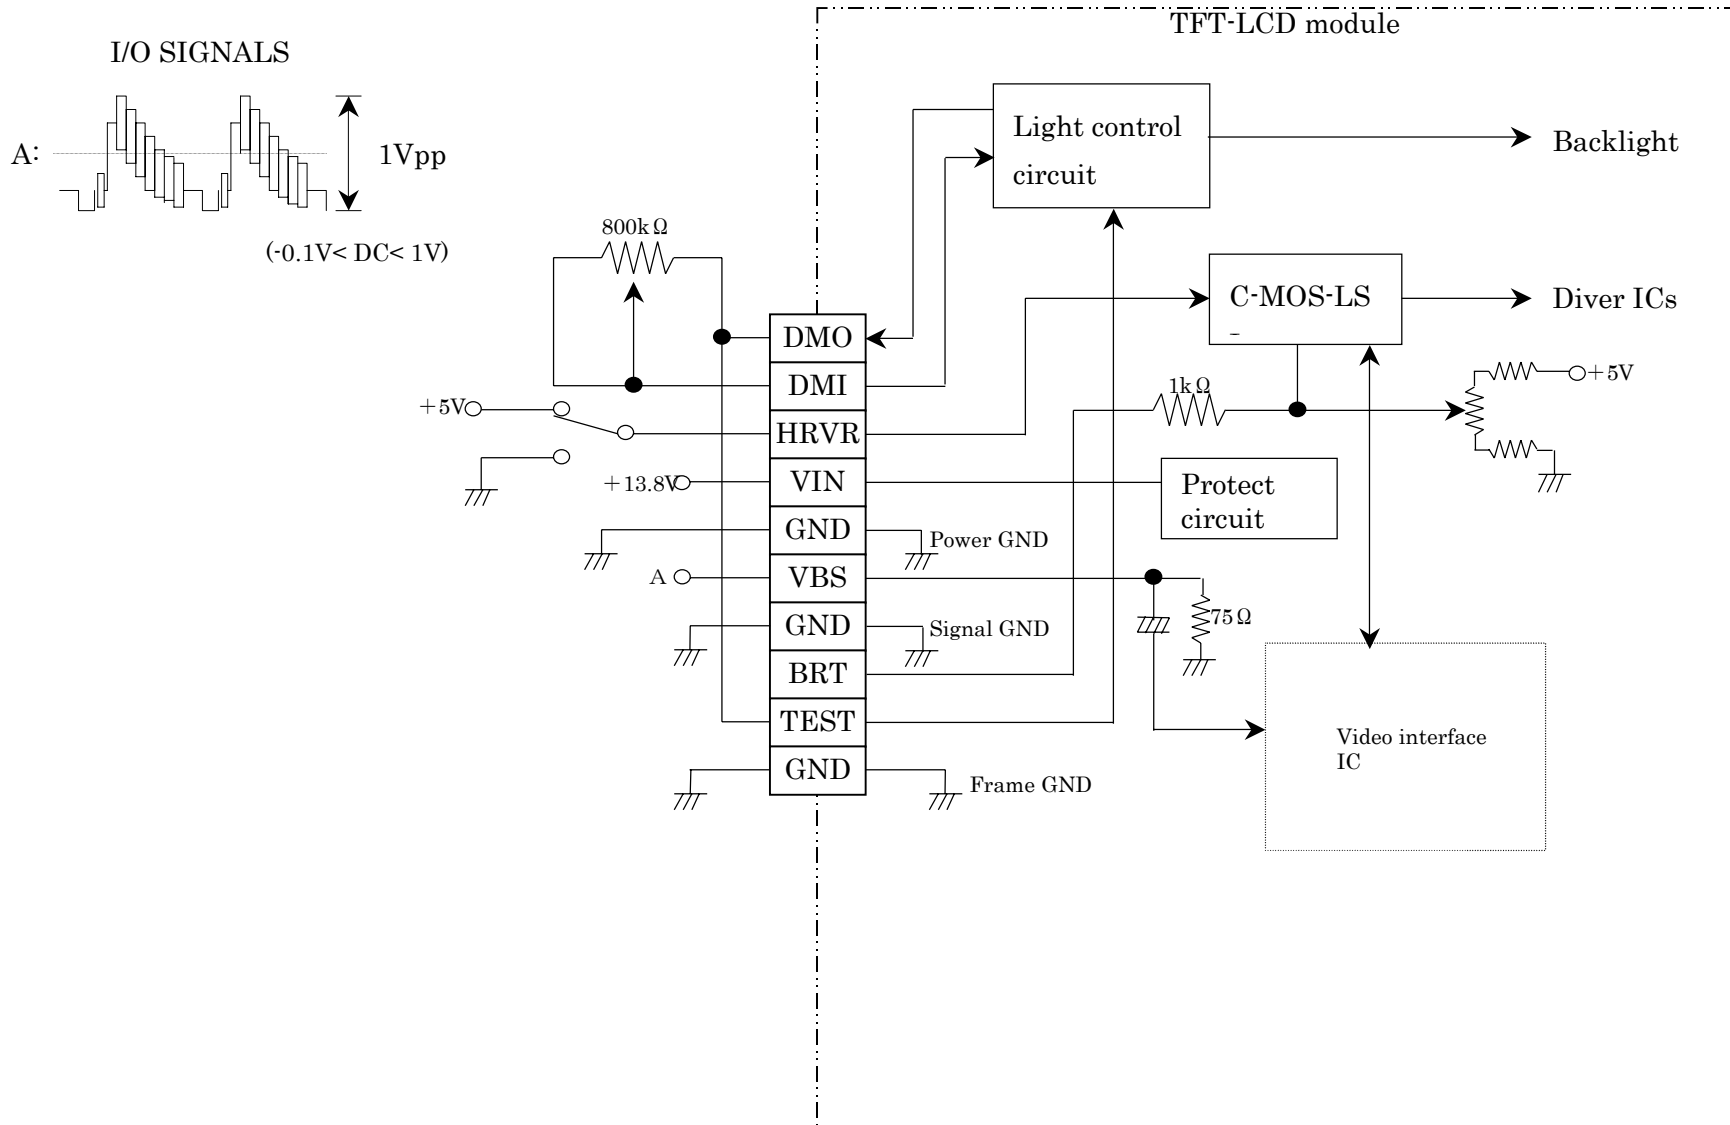 TFT-LCD module
I/O SIGNALS
A:
1Vpp
(-0.1V< DC< 1V)
Light control
circuit
Backlight
800kΩ
C-MOS-LS
Diver ICs
DMO
DMI
HRVR
VIN
GND
VBS
GND
BRT
TEST
GND
+5V
+13.8V
A
1kΩ
+5V
Protect
circuit
Power GND
Signal GND
75Ω
Video interface
IC
Frame GND